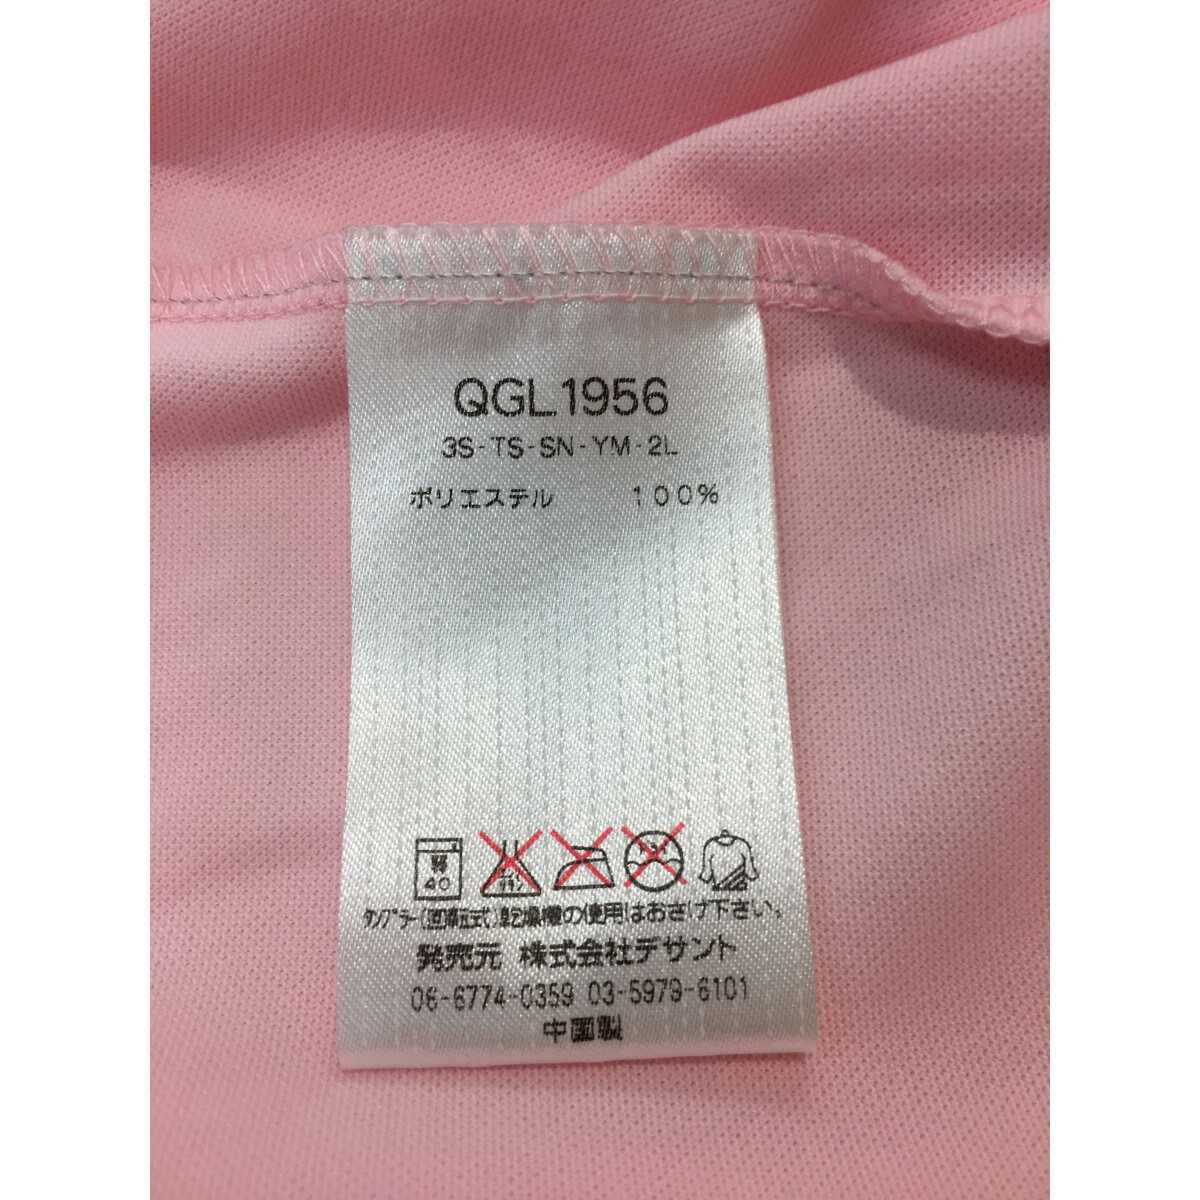 QGL1956
3S-TS-SN-YM-2L
ポリエステル 100%
40
タンブラー(回転式)乾燥機の使用はおさけ下さい。
発売元 株式会社デサント
06-6774-0359 03-5979-6101
中国製